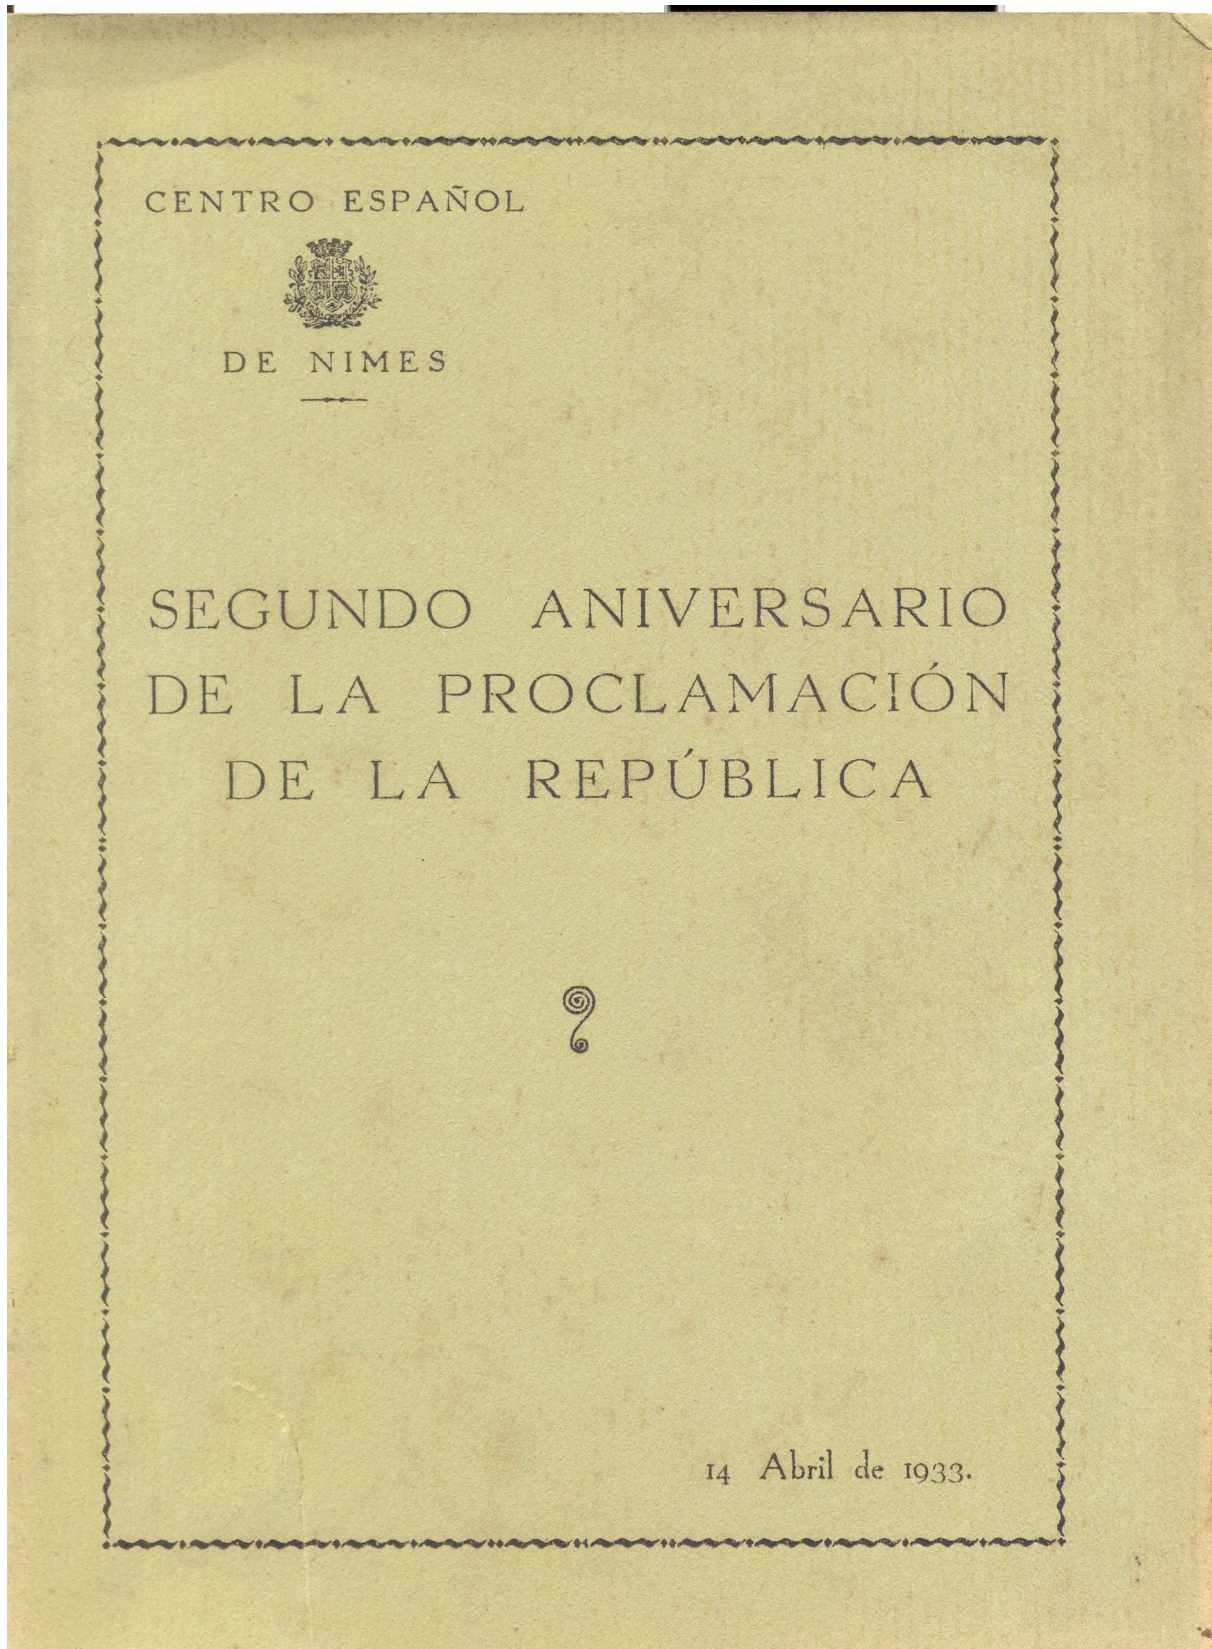 CENTRO ESPAÑOL
DE NIMES
SEGUNDO ANIVERSARIO
DE LA PROCLAMACIÓN
DE LA REPÚBLICA
14 Abril de 1933.